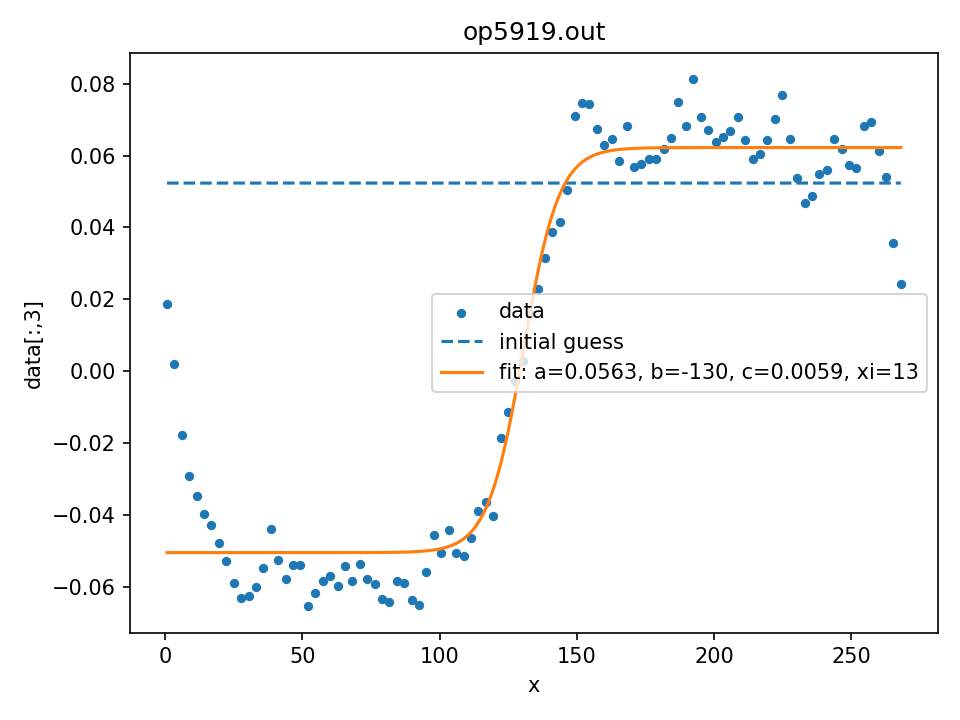 op5919.out
0.08
0.06
0.04
0.02
0.00
−0.02
−0.04
−0.06
data[:,3]
data
initial guess
fit: a=0.0563, b=-130, c=0.0059, xi=13
0 50 100 150 200 250
x